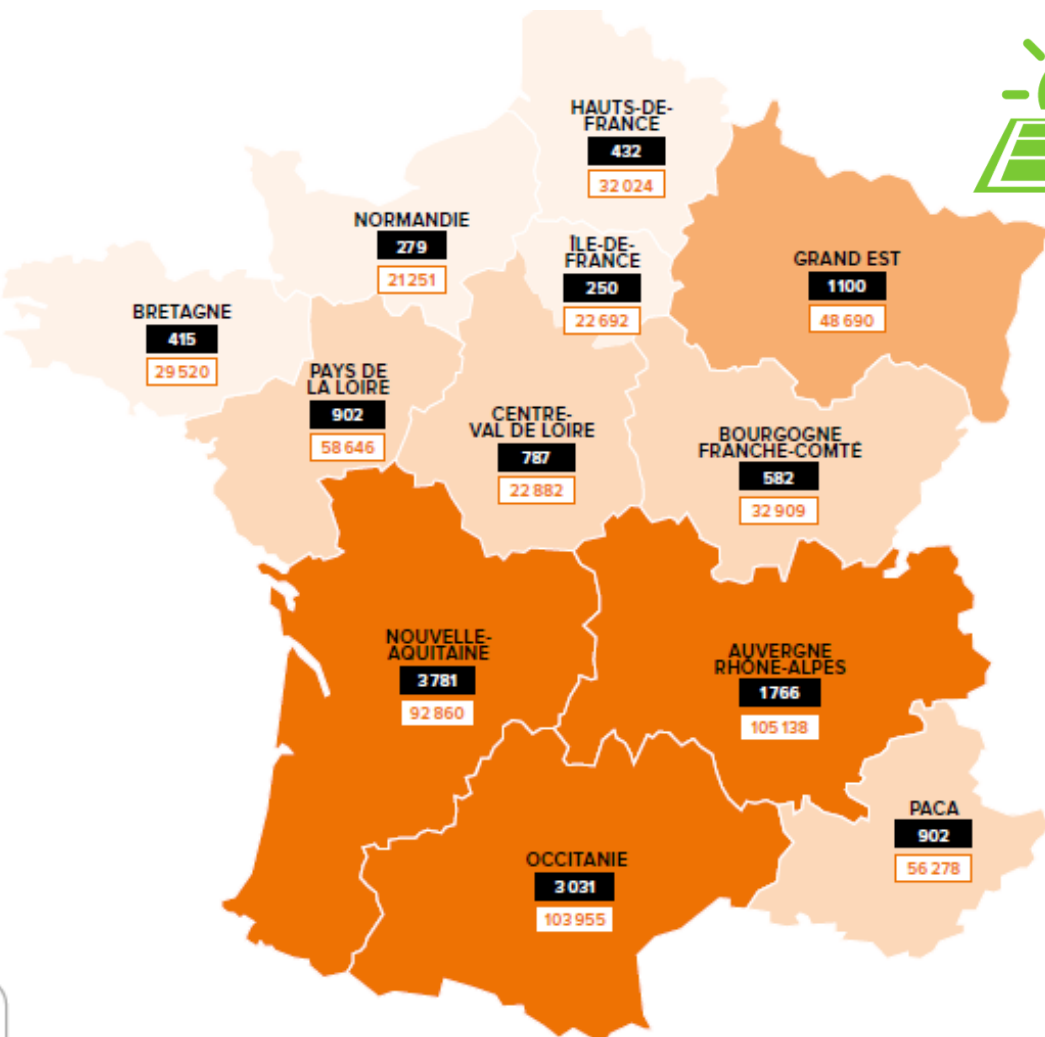 HAUTS-DE-
FRANCE
432
32 024
NORMANDIE
279
21 251
ÎLE-DE-
FRANCE
250
22 692
GRAND EST
1100
48 690
BRETAGNE
415
29 520
PAYS DE
LA LOIRE
902
58 646
CENTRE-
VAL DE LOIRE
787
22 882
BOURGOGNE
FRANCHE-COMTÉ
582
32 909
NOUVELLE-
AQUITAINE
3 781
92 860
AUVERGNE
RHÔNE-ALPES
1766
105 138
PACA
902
56 278
OCCITANIE
3 031
103 955